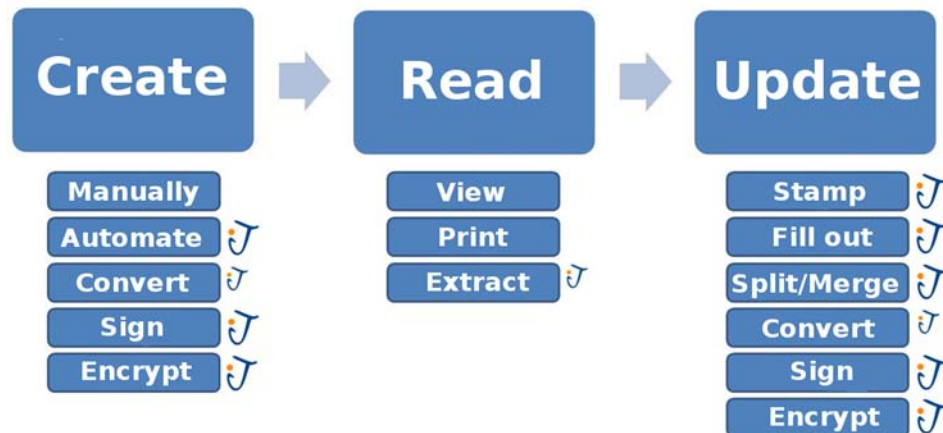 Create
Read
Update
Manually
Automate
Convert
Sign
Encrypt
View
Print
Extract
Stamp
Fill out
Split/Merge
Convert
Sign
Encrypt